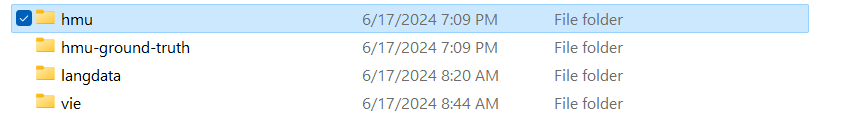 hmu 6/17/2024 7:09 PM File folder
hmu-ground-truth 6/17/2024 7:09 PM File folder
langdata 6/17/2024 8:20 AM File folder
vie 6/17/2024 8:44 AM File folder